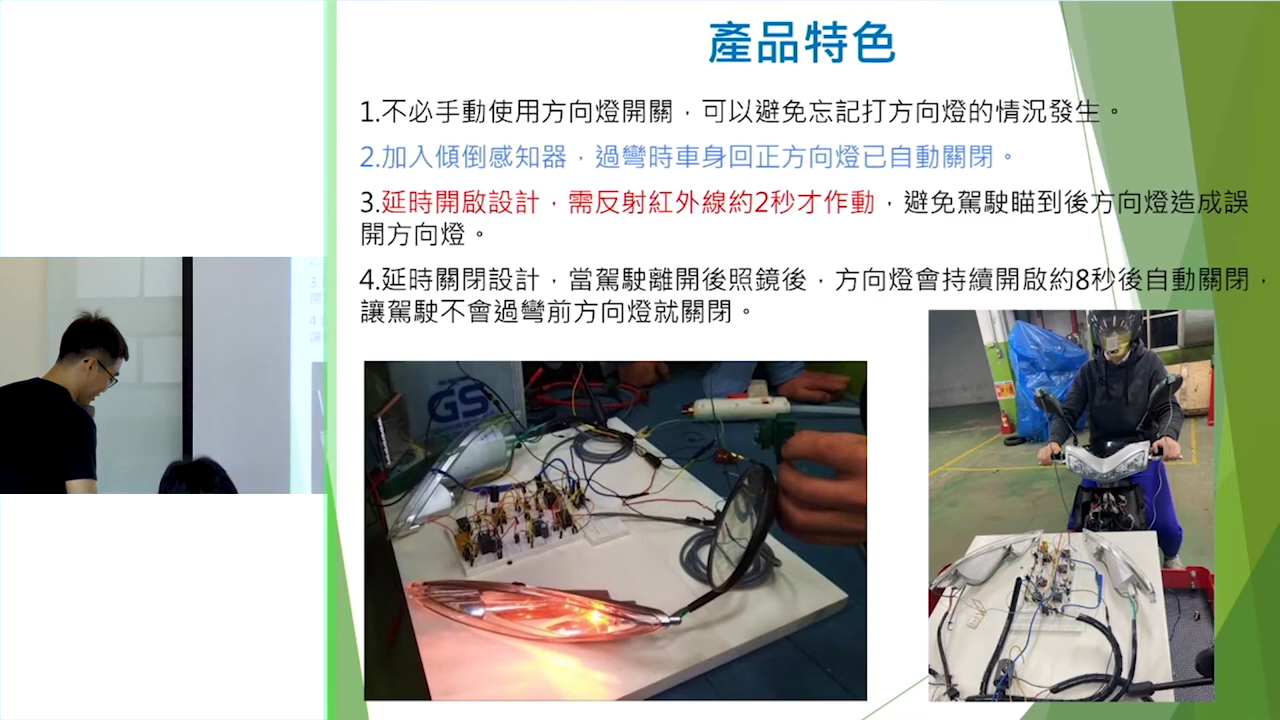 產品特色
1.不必手動使用方向燈開關，可以避免忘記打方向燈的情況發生。
2.加入傾倒感知器，過彎時車身回正方向燈已自動關閉。
3.延時開啟設計，需反射紅外線約2秒才作動，避免駕駛瞄到後方向燈造成誤
開方向燈。
4.延時關閉設計，當駕駛離開後照鏡後，方向燈會持續開啟約8秒後自動關閉，
讓駕駛不會過彎前方向燈就關閉。
GS